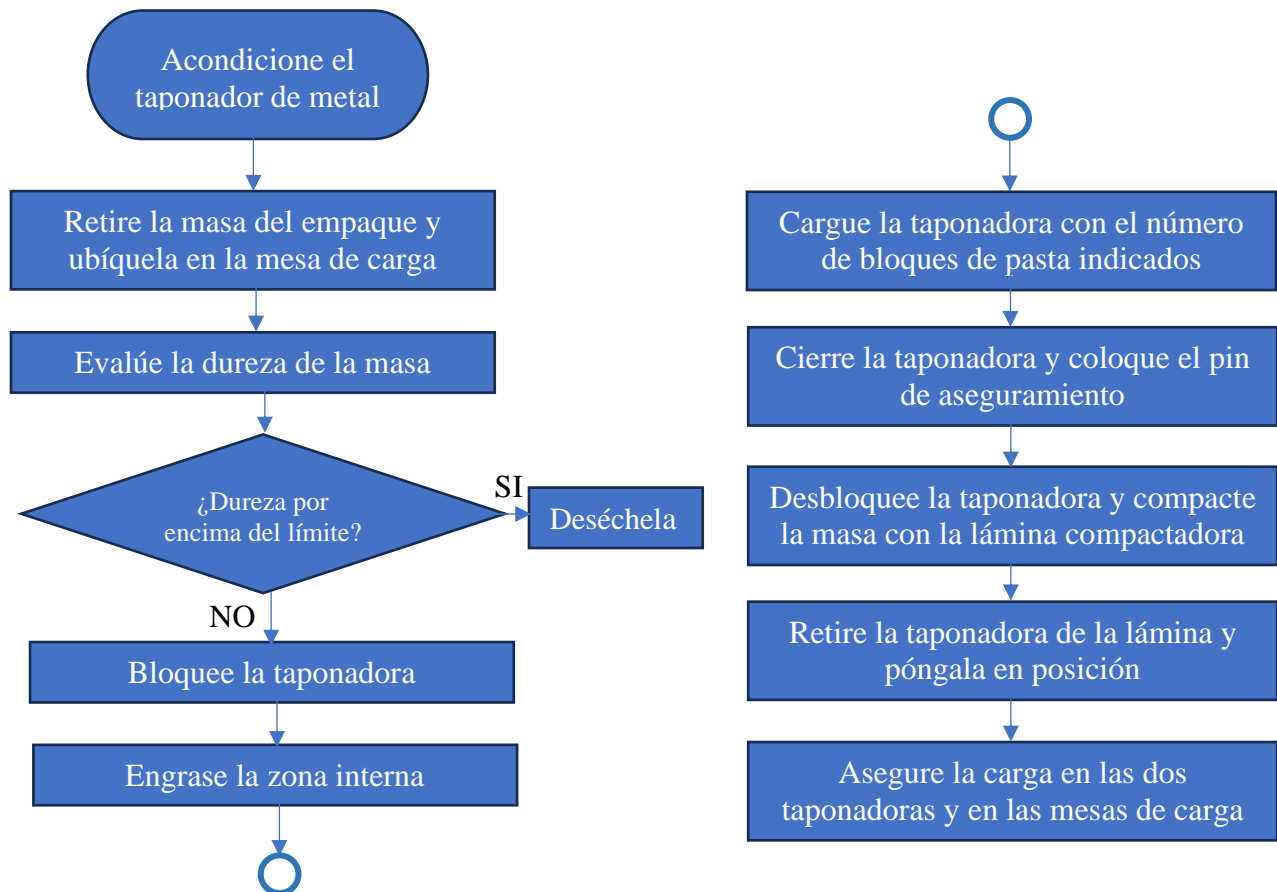 Acondicione el
taponador de metal
Retire la masa del empaque y
ubíquela en la mesa de carga
Evalúe la dureza de la masa
¿Dureza por
encima del límite?
SI
Deséchela
NO
Bloquee la taponadora
Engrase la zona interna
Cargue la taponadora con el número
de bloques de pasta indicados
Cierre la taponadora y coloque el pin
de aseguramiento
Desbloquee la taponadora y compacte
la masa con la lámina compactadora
Retire la taponadora de la lámina y
póngala en posición
Asegure la carga en las dos
taponadoras y en las mesas de carga